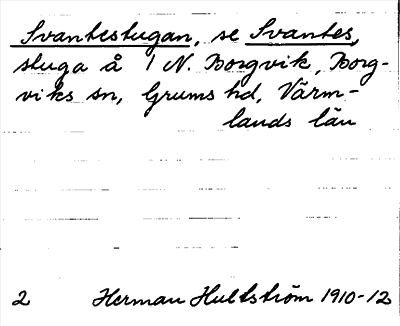 Svantestugan, se Svantes,
stuga å 1 N. Borgvik, Borg-
viks sn, Grums hd, Värm-
lands län
2 Herman Hultström 1910-12